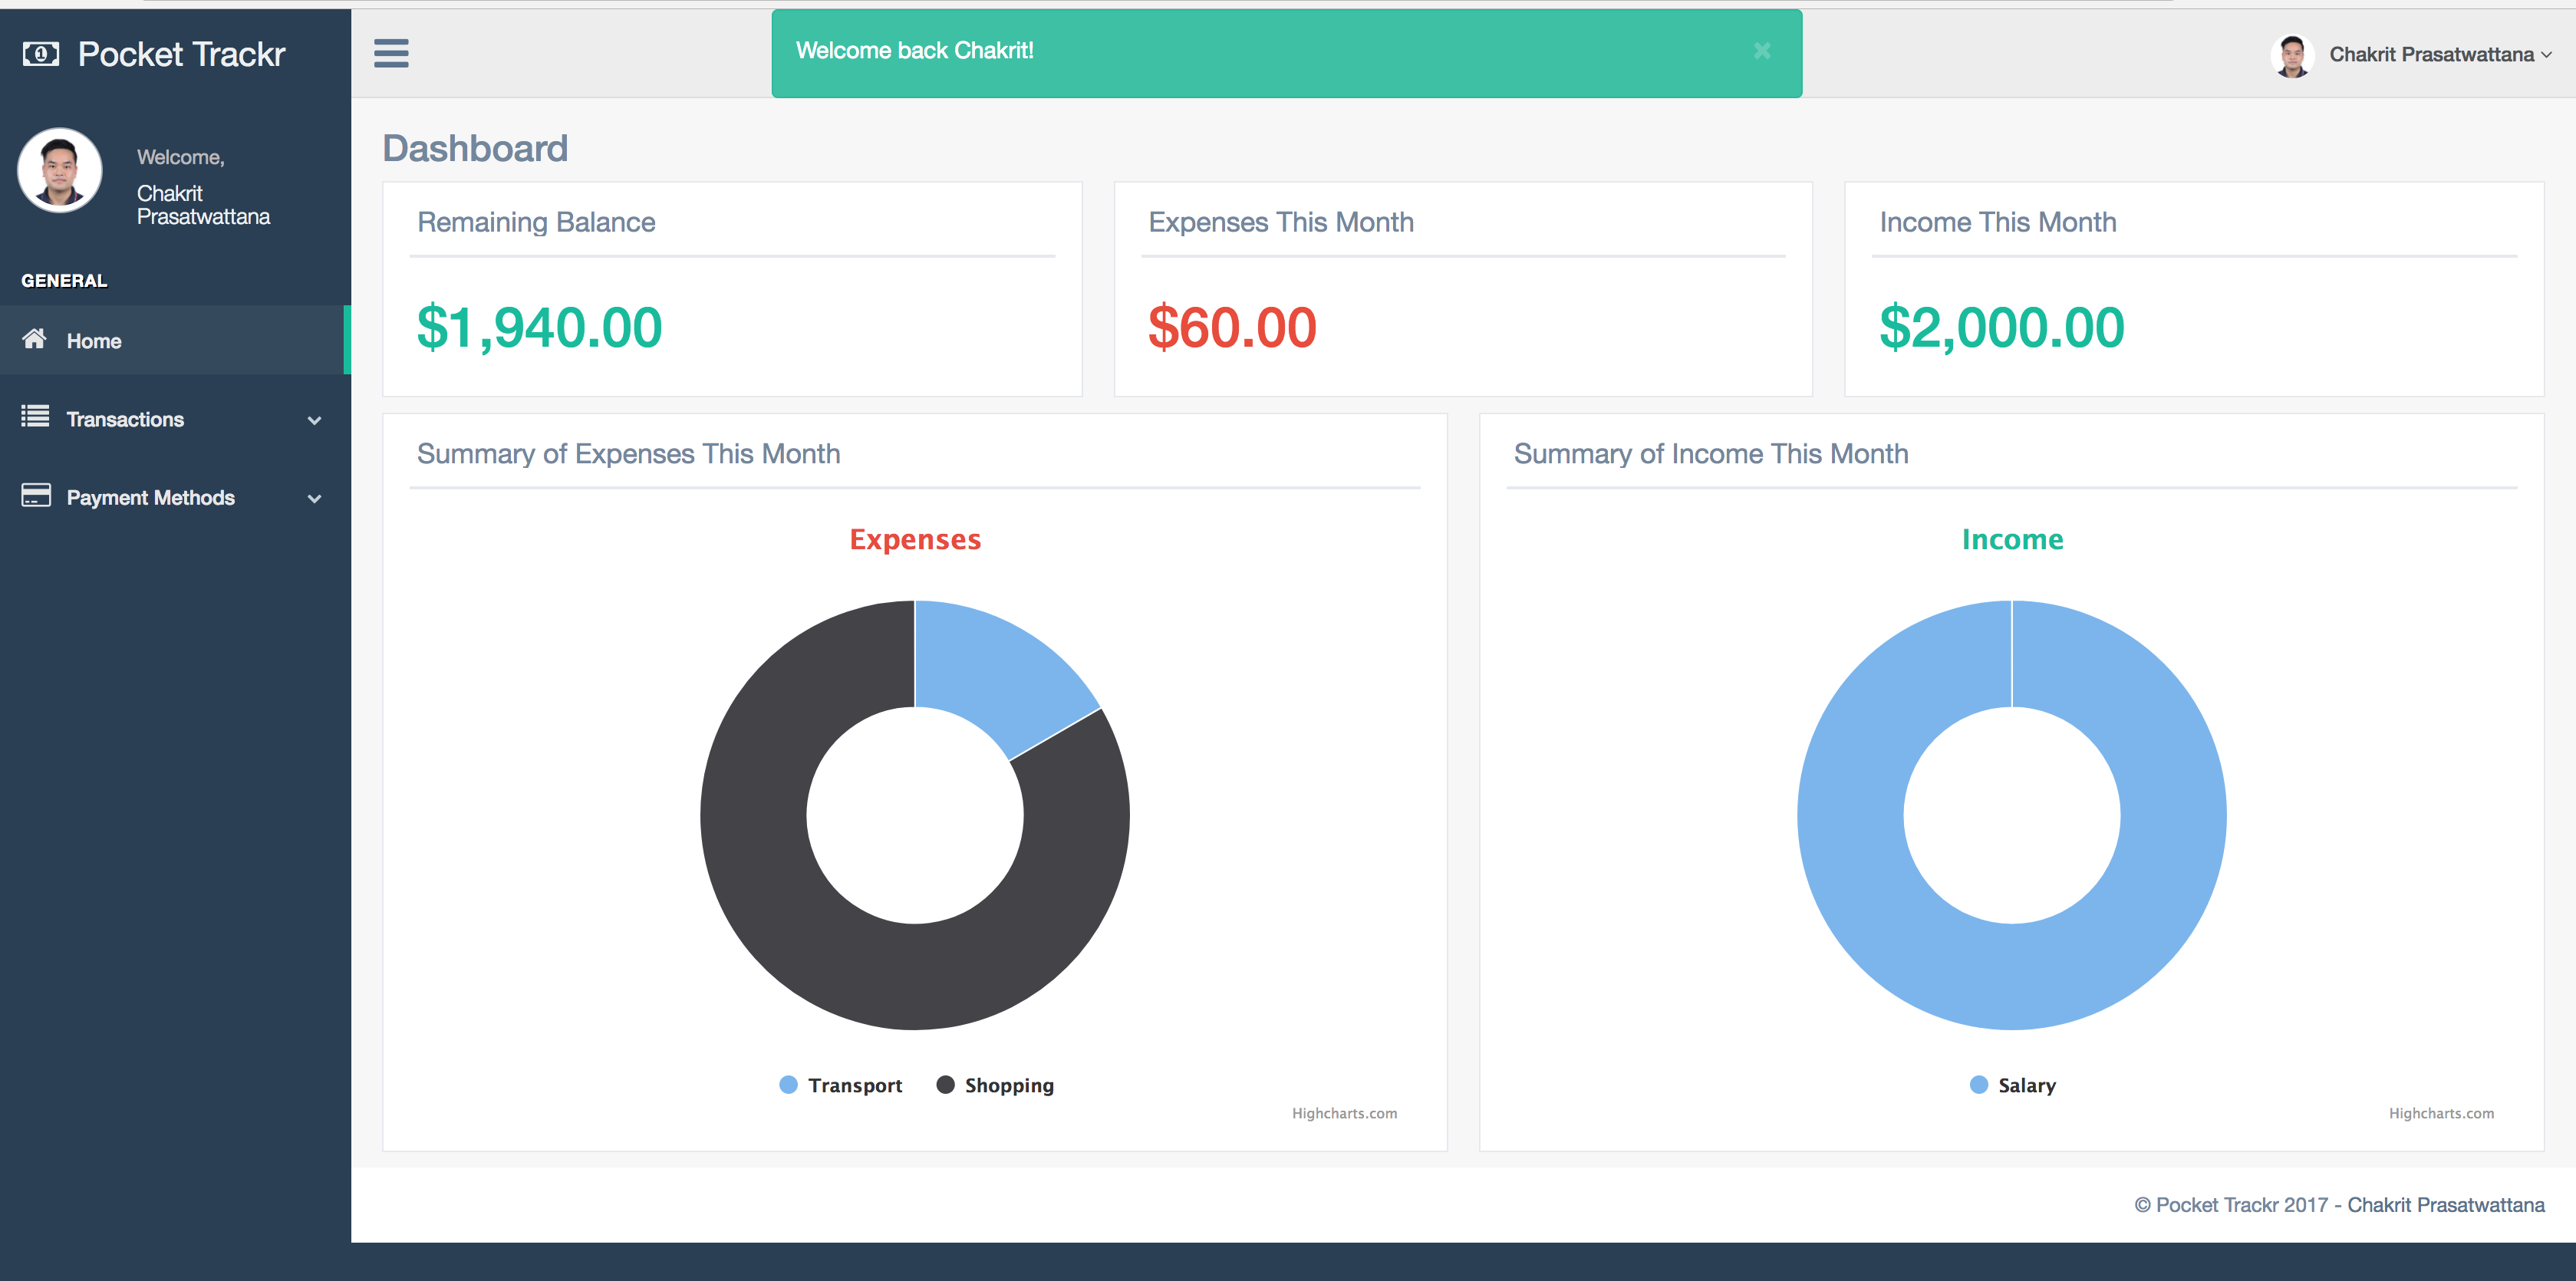 Pocket Trackr
Welcome back Chakrit!
Chakrit Prasatwattana
Welcome,
Chakrit
Prasatwattana
GENERAL
Home
Transactions
Payment Methods
Dashboard
Remaining Balance
$1,940.00
Expenses This Month
$60.00
Income This Month
$2,000.00
Summary of Expenses This Month
Expenses
Transport
Shopping
Highcharts.com
Summary of Income This Month
Income
Salary
Highcharts.com
© Pocket Trackr 2017 - Chakrit Prasatwattana